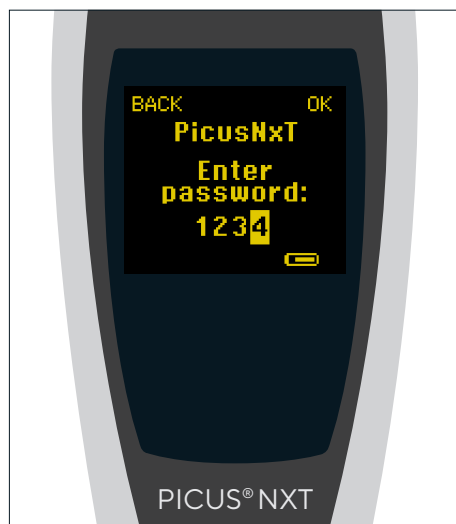 BACK OK
PicusNxT
Enter
password:
1234
PICUS® NXT